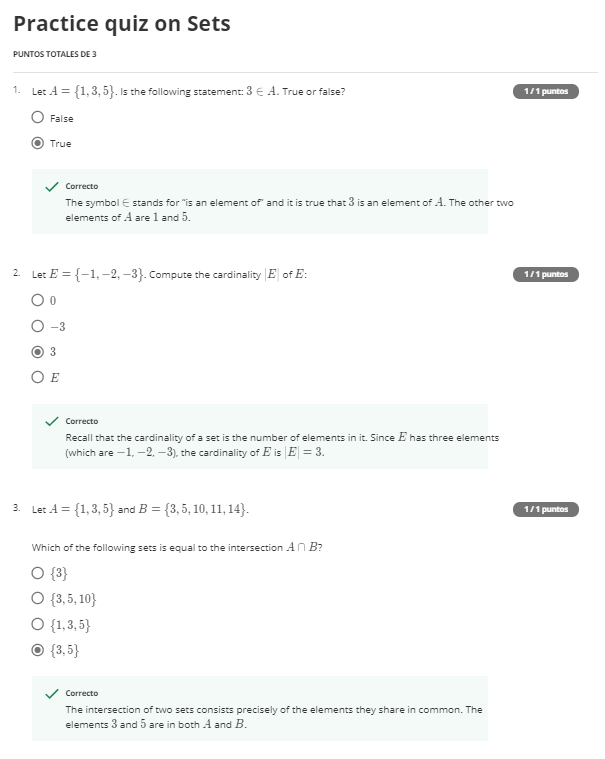 Practice quiz on Sets
PUNTOS TOTALES DE 3
1. Let A = {1, 3, 5}. Is the following statement: 3 ∈ A. True or false?
1 / 1 puntos
False
True
Correcto
The symbol ∈ stands for "is an element of" and it is true that 3 is an element of A. The other two
elements of A are 1 and 5.
2. Let E = {−1, −2, −3}. Compute the cardinality |E| of E:
1 / 1 puntos
0
−3
3
E
Correcto
Recall that the cardinality of a set is the number of elements in it. Since E has three elements
(which are −1, −2, −3), the cardinality of E is |E| = 3.
3. Let A = {1, 3, 5} and B = {3, 5, 10, 11, 14}.
1 / 1 puntos
Which of the following sets is equal to the intersection A ∩ B?
{3}
{3, 5, 10}
{1, 3, 5}
{3, 5}
Correcto
The intersection of two sets consists precisely of the elements they share in common. The
elements 3 and 5 are in both A and B.